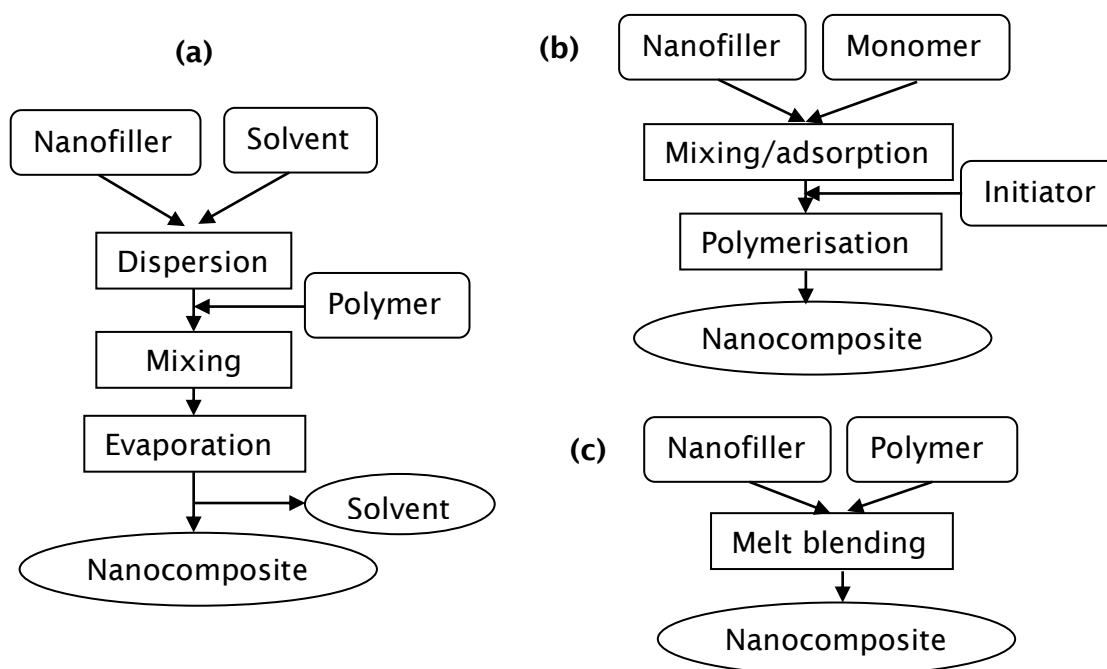 (a)
Nanofiller
Solvent
Dispersion
Polymer
Mixing
Evaporation
Solvent
Nanocomposite
(b)
Nanofiller
Monomer
Mixing/adsorption
Initiator
Polymerisation
Nanocomposite
(c)
Nanofiller
Polymer
Melt blending
Nanocomposite